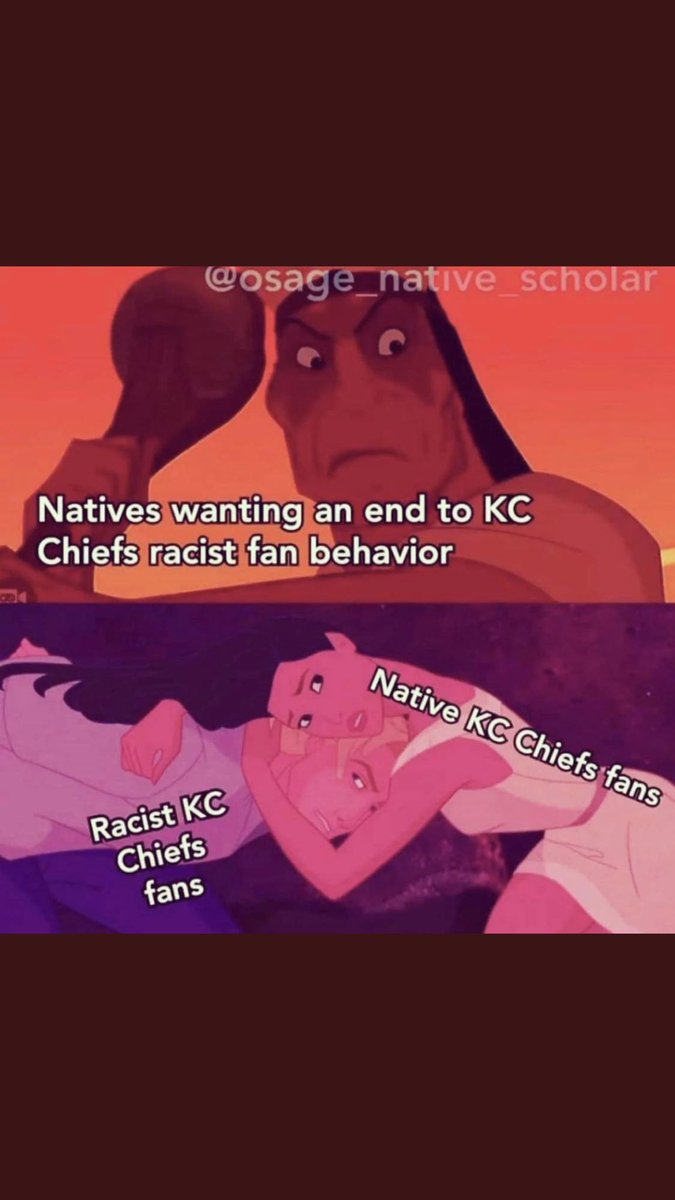 @osage_native_scholar
Natives wanting an end to KC
Chiefs racist fan behavior
Native KC Chiefs fans
Racist KC
Chiefs
fans